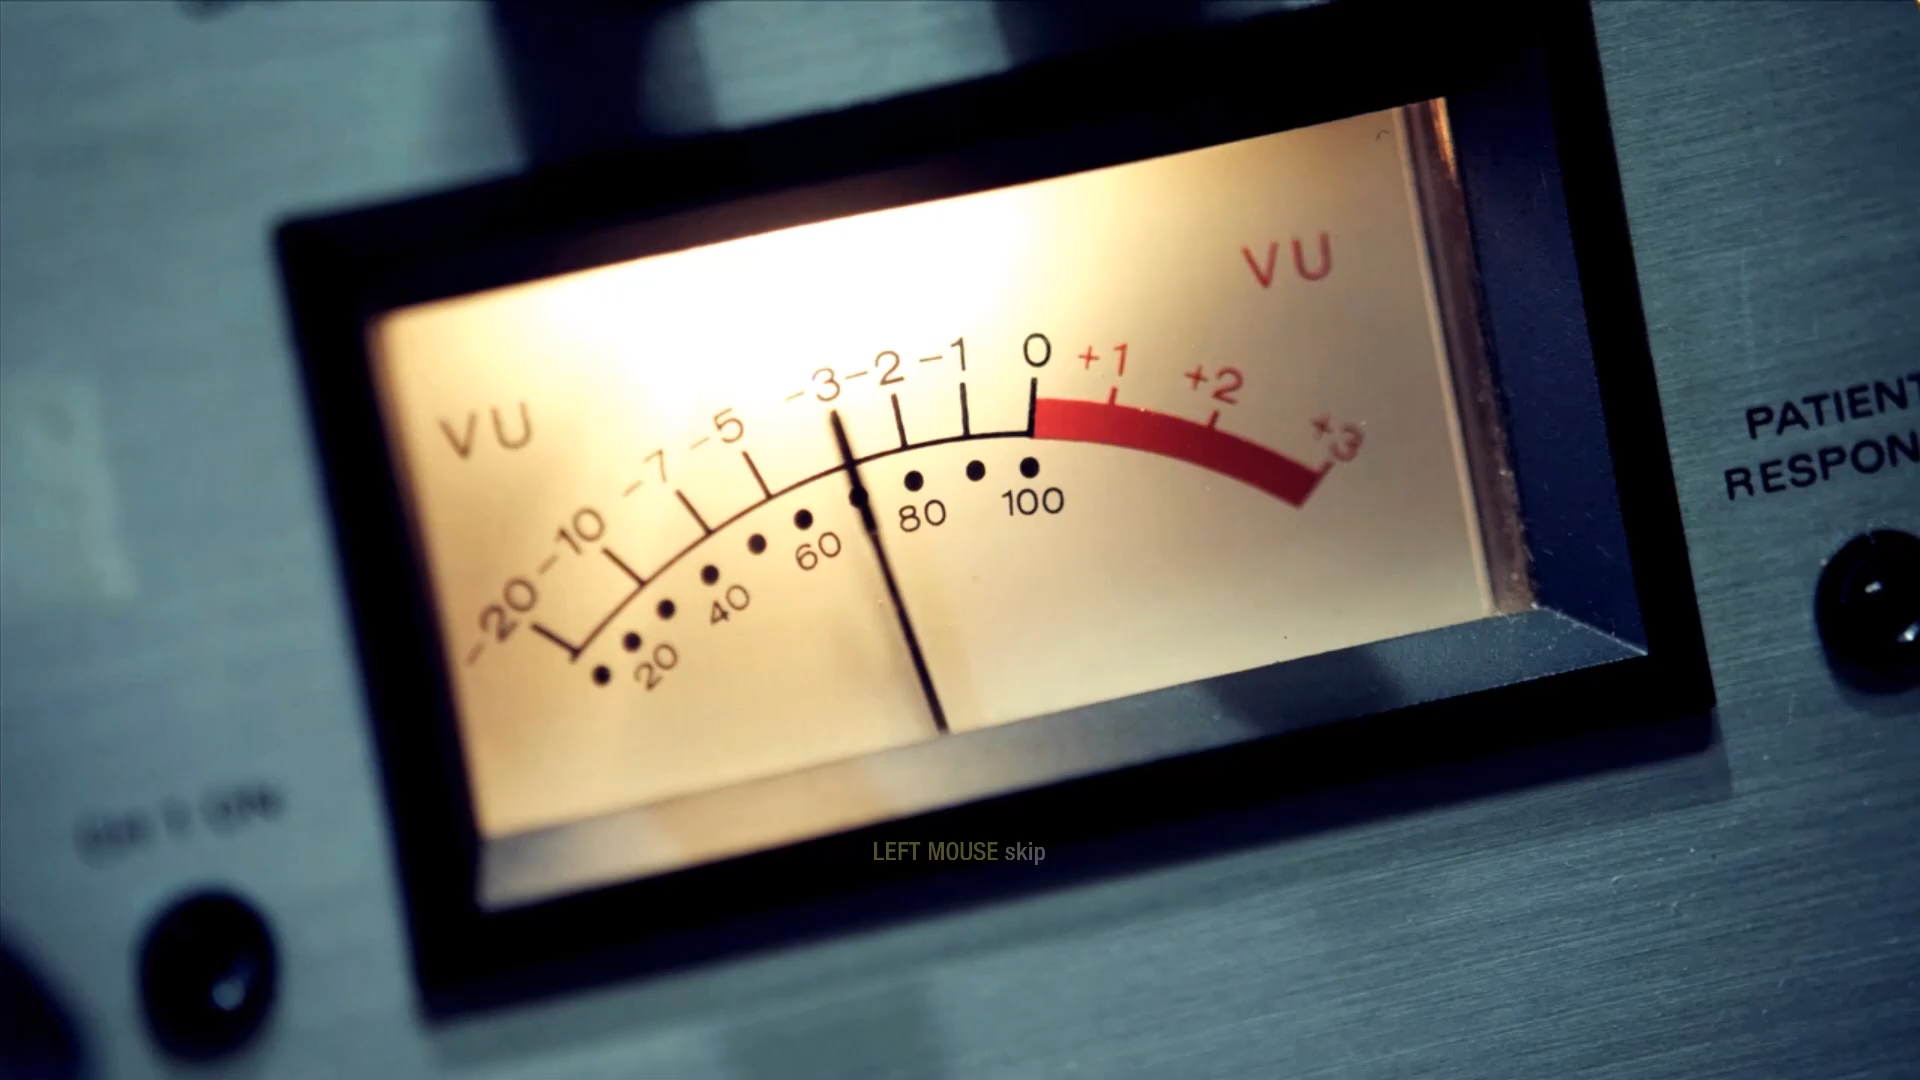 VU
VU
-20 -10 -7 -5 -3 -2 -1 0 +1 +2 +3
20 40 60 80 100
PATIENT
RESPON
LEFT MOUSE skip